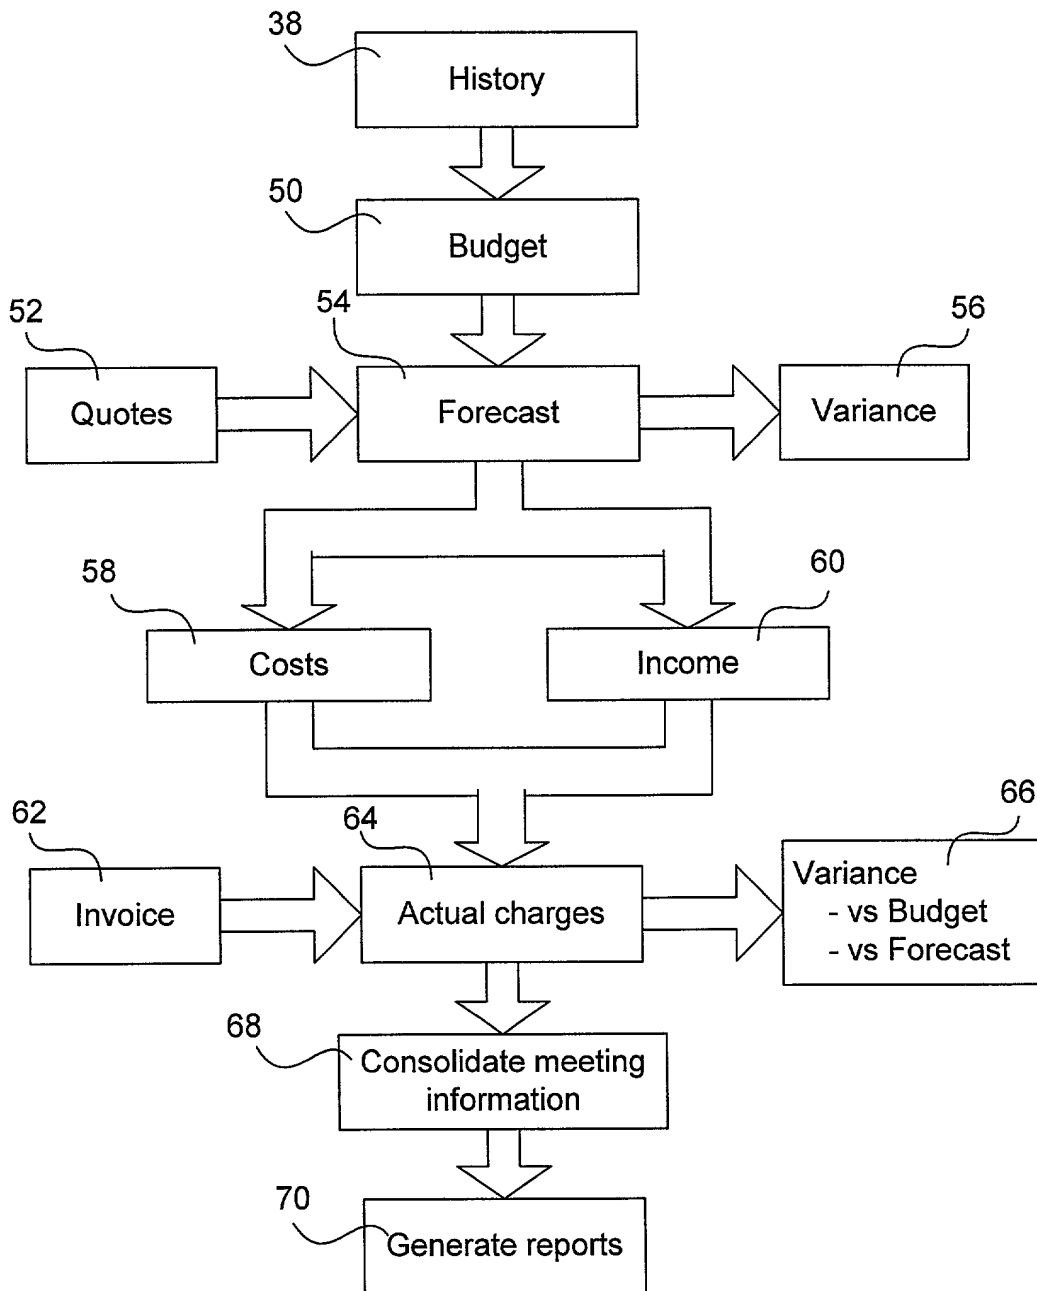 38
History
50
Budget
52
54
56
Quotes
Forecast
Variance
58
60
Costs
Income
62
64
66
Invoice
Actual charges
Variance
- vs Budget
- vs Forecast
68
Consolidate meeting
information
70
Generate reports